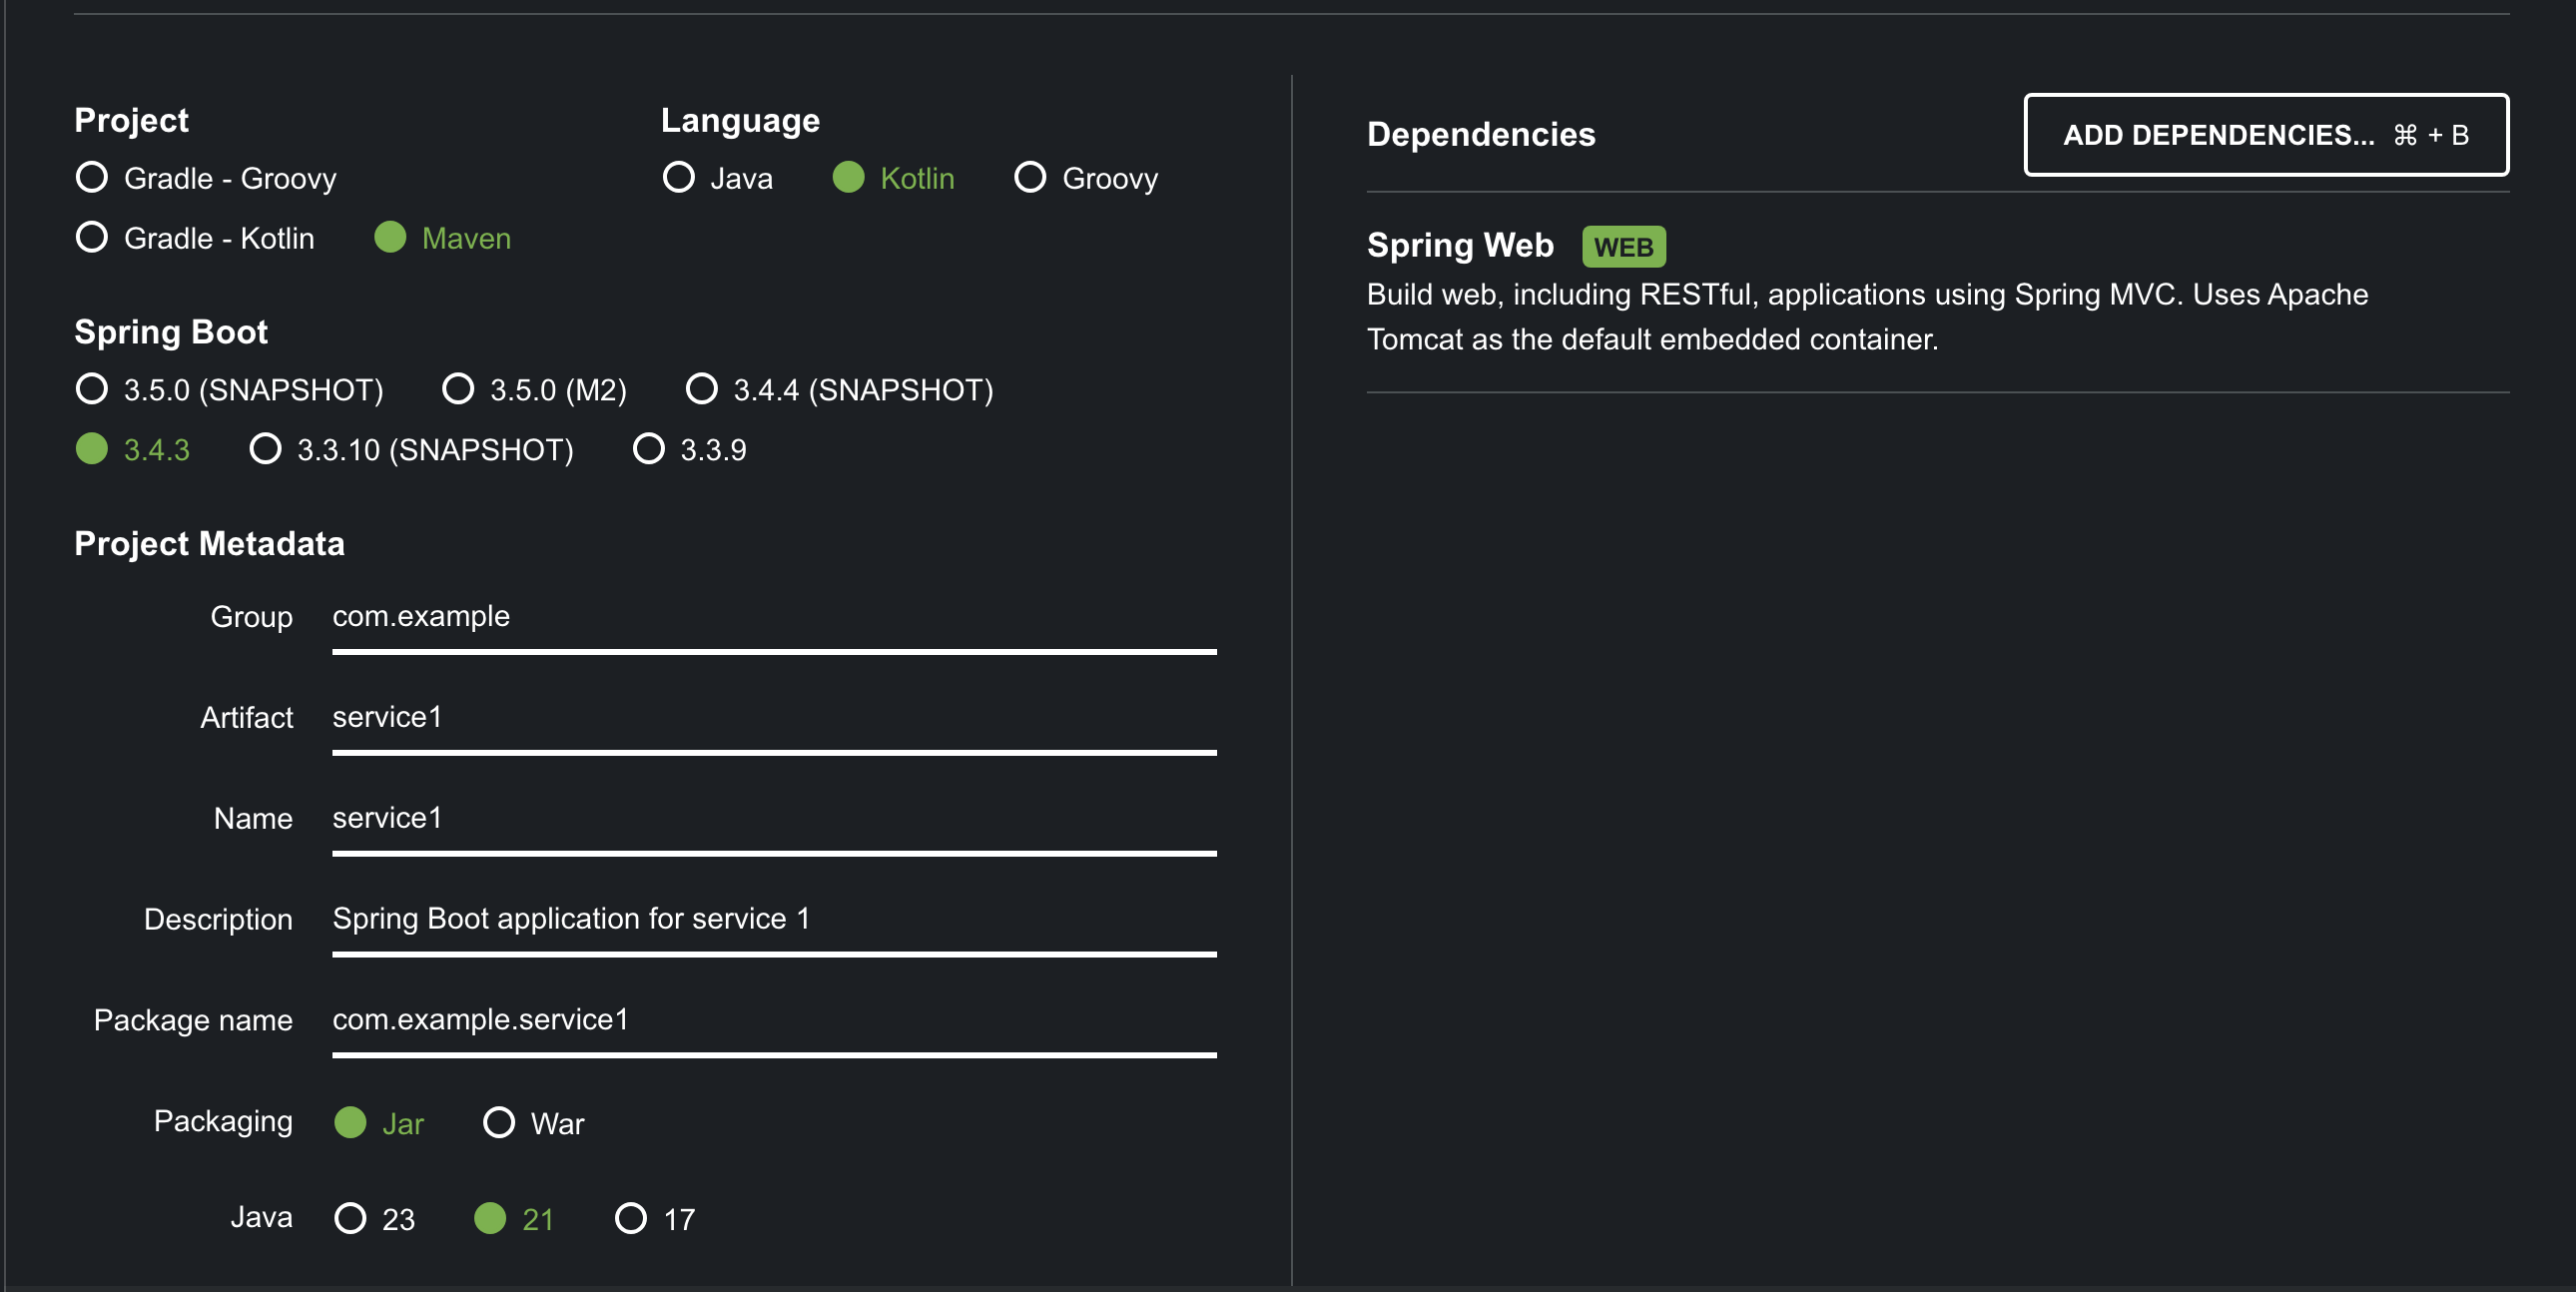 Project
Gradle - Groovy
Gradle - Kotlin Maven
Language
Java Kotlin Groovy
Spring Boot
3.5.0 (SNAPSHOT) 3.5.0 (M2) 3.4.4 (SNAPSHOT)
3.4.3 3.3.10 (SNAPSHOT) 3.3.9
Project Metadata
Group com.example
Artifact service1
Name service1
Description Spring Boot application for service 1
Package name com.example.service1
Packaging Jar War
Java 23 21 17
Dependencies
ADD DEPENDENCIES... ⌘ + B
Spring Web WEB
Build web, including RESTful, applications using Spring MVC. Uses Apache
Tomcat as the default embedded container.